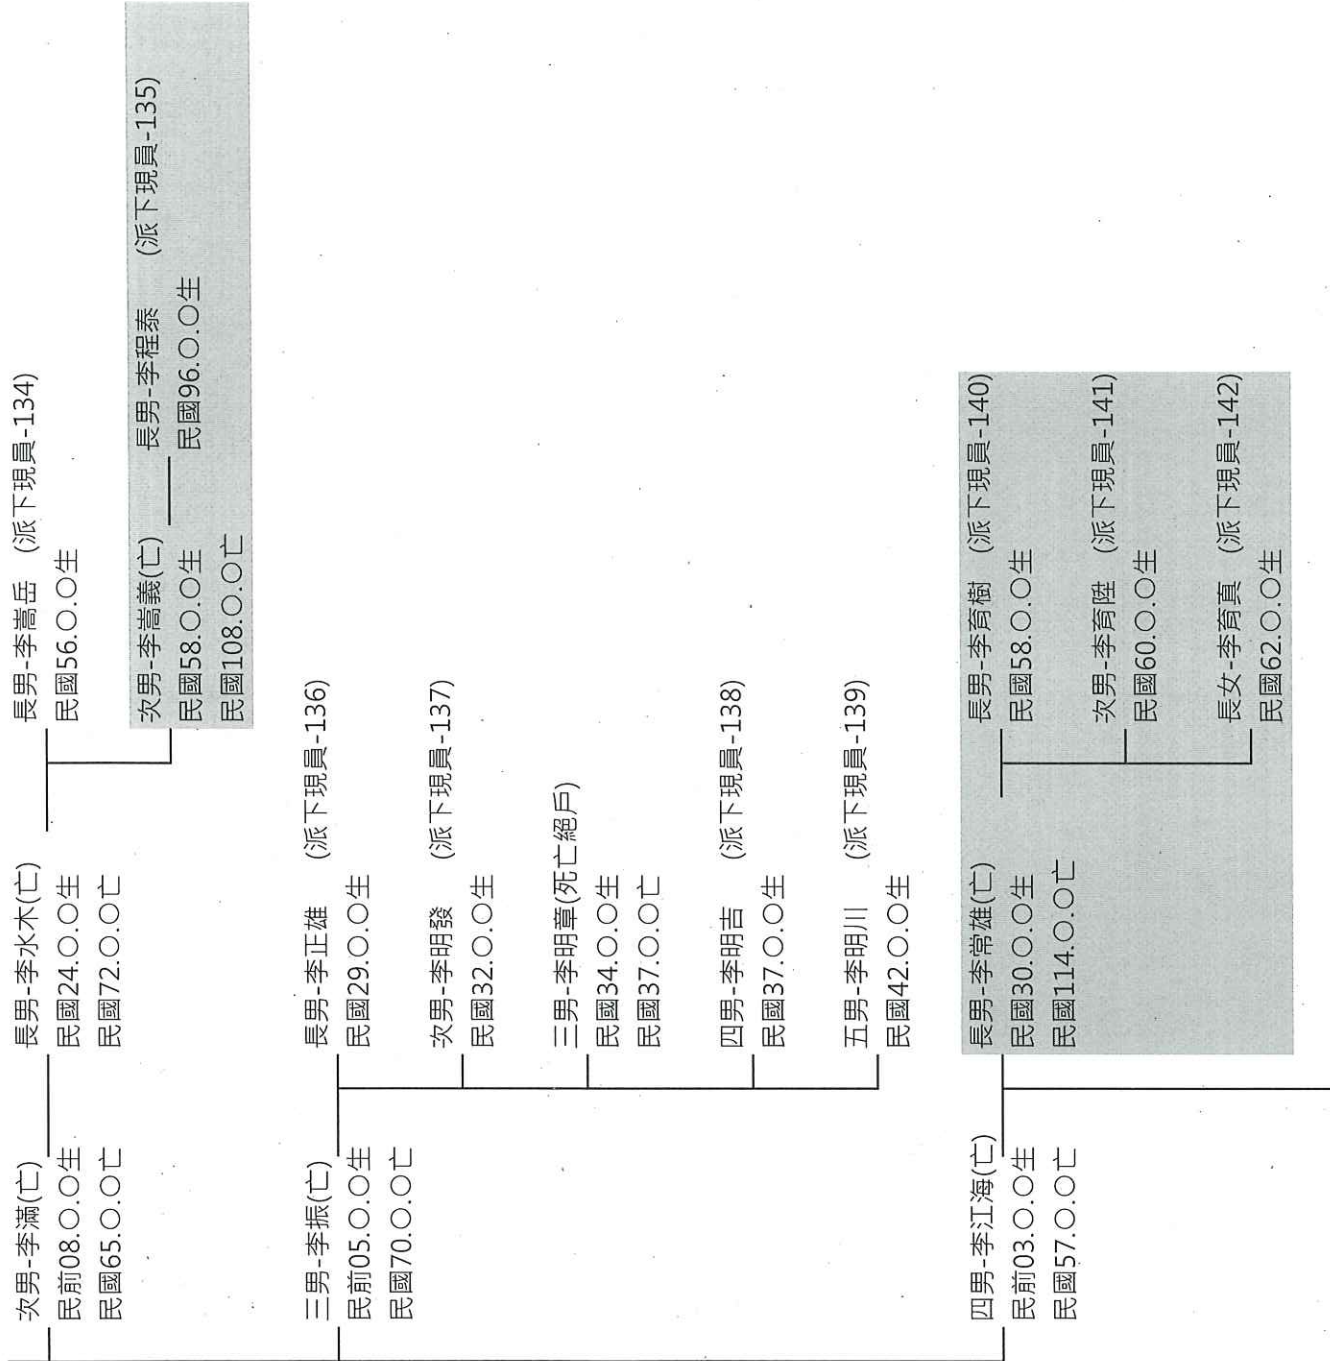 次男-李滿(亡)
民前08.○.○生
民國65.○.○亡
長男-李水木(亡)
民國24.○.○生
民國72.○.○亡
長男-李嵩岳 (派下現員-134)
民國56.○.○生
次男-李嵩義(亡)
民國58.○.○生
民國108.○.○亡
長男-李程泰 (派下現員-135)
民國96.○.○生
三男-李振(亡)
民前05.○.○生
民國70.○.○亡
長男-李正雄 (派下現員-136)
民國29.○.○生
次男-李明發 (派下現員-137)
民國32.○.○生
三男-李明章(死亡絕戶)
民國34.○.○生
民國37.○.○亡
四男-李明吉 (派下現員-138)
民國37.○.○生
五男-李明川 (派下現員-139)
民國42.○.○生
四男-李江海(亡)
民前03.○.○生
民國57.○.○亡
長男-李常雄(亡)
民國30.○.○生
民國114.○.○亡
長男-李育樹 (派下現員-140)
民國58.○.○生
次男-李育陞 (派下現員-141)
民國60.○.○生
長女-李育真 (派下現員-142)
民國62.○.○生